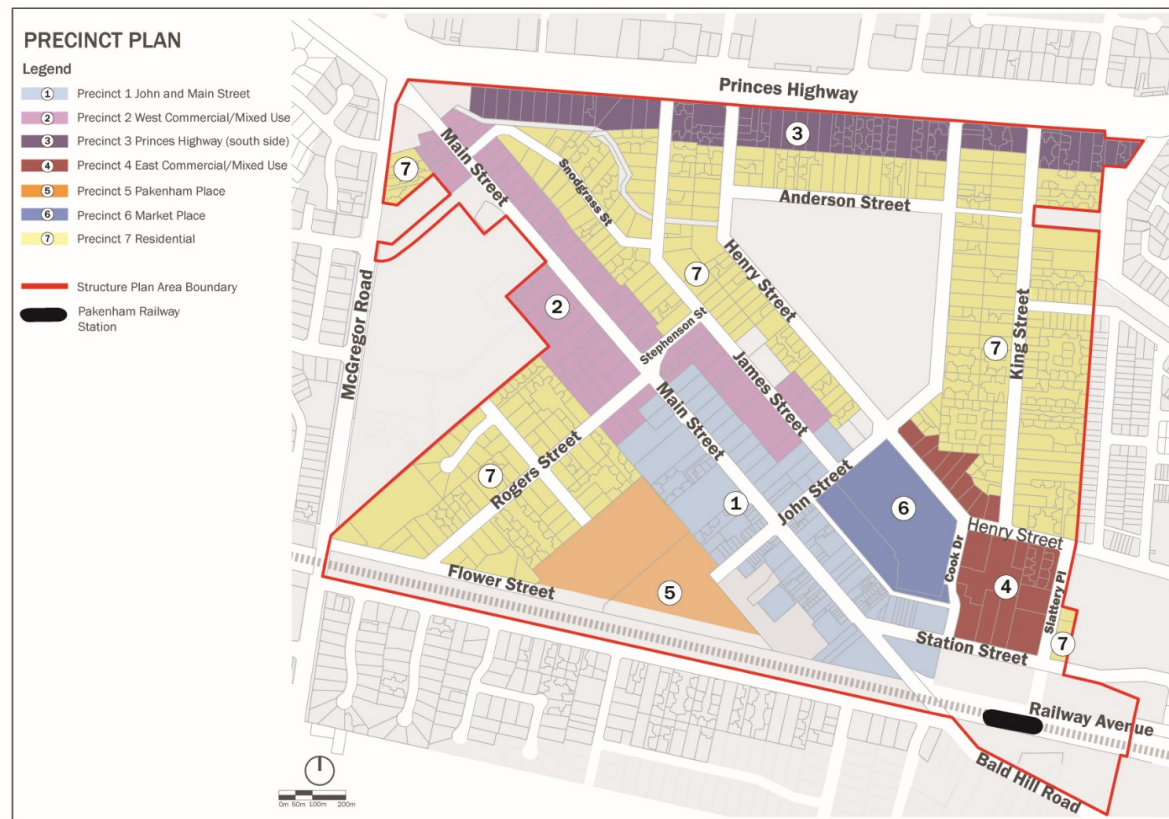 PRECINCT PLAN
Legend
1 Precinct 1 John and Main Street
2 Precinct 2 West Commercial/Mixed Use
3 Precinct 3 Princes Highway (south side)
4 Precinct 4 East Commercial/Mixed Use
5 Precinct 5 Pakenham Place
6 Precinct 6 Market Place
7 Precinct 7 Residential
Structure Plan Area Boundary
Pakenham Railway
Station
Princes Highway
3
Main Street
7
Snodgrass St
Anderson Street
McGregor Road
Henry Street
7
2
Stephenson St
King Street
7
James Street
Main Street
Rogers Street
7
John Street
1
6
Henry Street
Cook Dr
Flower Street
5
4
Slattery Pl
Station Street
7
Railway Avenue
Bald Hill Road
0m 50m 100m 200m